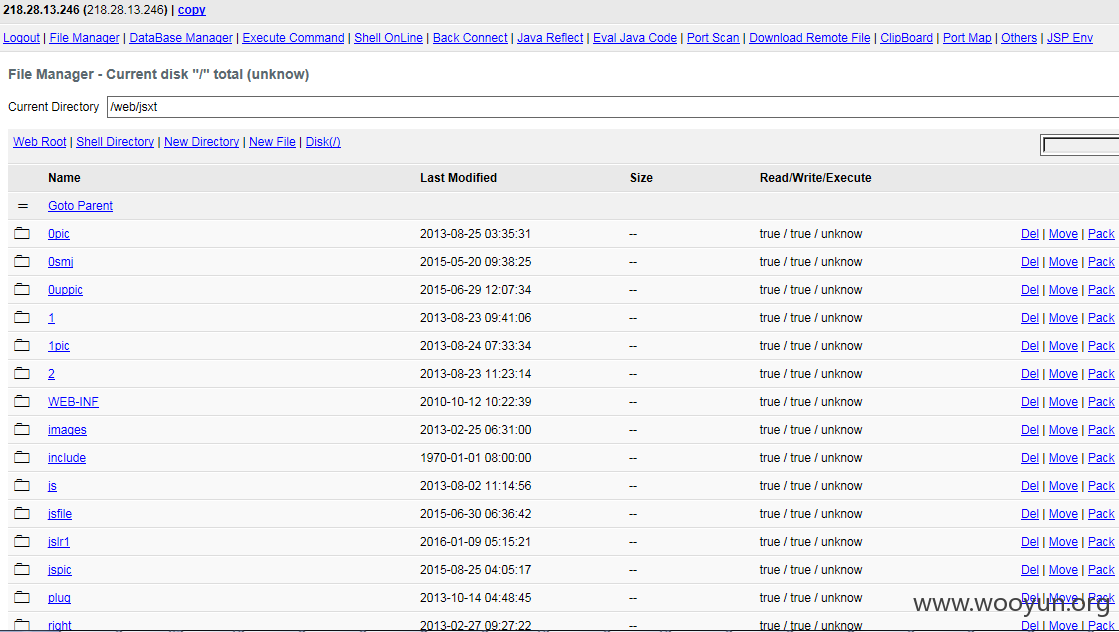 218.28.13.246 (218.28.13.246) | copy
Logout | File Manager | DataBase Manager | Execute Command | Shell OnLine | Back Connect | Java Reflect | Eval Java Code | Port Scan | Download Remote File | ClipBoard | Port Map | Others | JSP Env
File Manager - Current disk "/" total (unknow)
Current Directory /web/jsxt
Web Root | Shell Directory | New Directory | New File | Disk(/)
Name Last Modified Size Read/Write/Execute
= Goto Parent
0pic 2013-08-25 03:35:31 -- true / true / unknow Del | Move | Pack
0smj 2015-05-20 09:38:25 -- true / true / unknow Del | Move | Pack
0uppic 2015-06-29 12:07:34 -- true / true / unknow Del | Move | Pack
1 2013-08-23 09:41:06 -- true / true / unknow Del | Move | Pack
1pic 2013-08-24 07:33:34 -- true / true / unknow Del | Move | Pack
2 2013-08-23 11:23:14 -- true / true / unknow Del | Move | Pack
WEB-INF 2010-10-12 10:22:39 -- true / true / unknow Del | Move | Pack
images 2013-02-25 06:31:00 -- true / true / unknow Del | Move | Pack
include 1970-01-01 08:00:00 -- true / true / unknow Del | Move | Pack
js 2013-08-02 11:14:56 -- true / true / unknow Del | Move | Pack
jsfile 2015-06-30 06:36:42 -- true / true / unknow Del | Move | Pack
jslr1 2016-01-09 05:15:21 -- true / true / unknow Del | Move | Pack
jspic 2015-08-25 04:05:17 -- true / true / unknow Del | Move | Pack
plug 2013-10-14 04:48:45 -- true / true / unknow Del | Move | Pack
www.wooyun.org
right 2013-02-27 09:27:22 -- true / true / unknow Del | Move | Pack